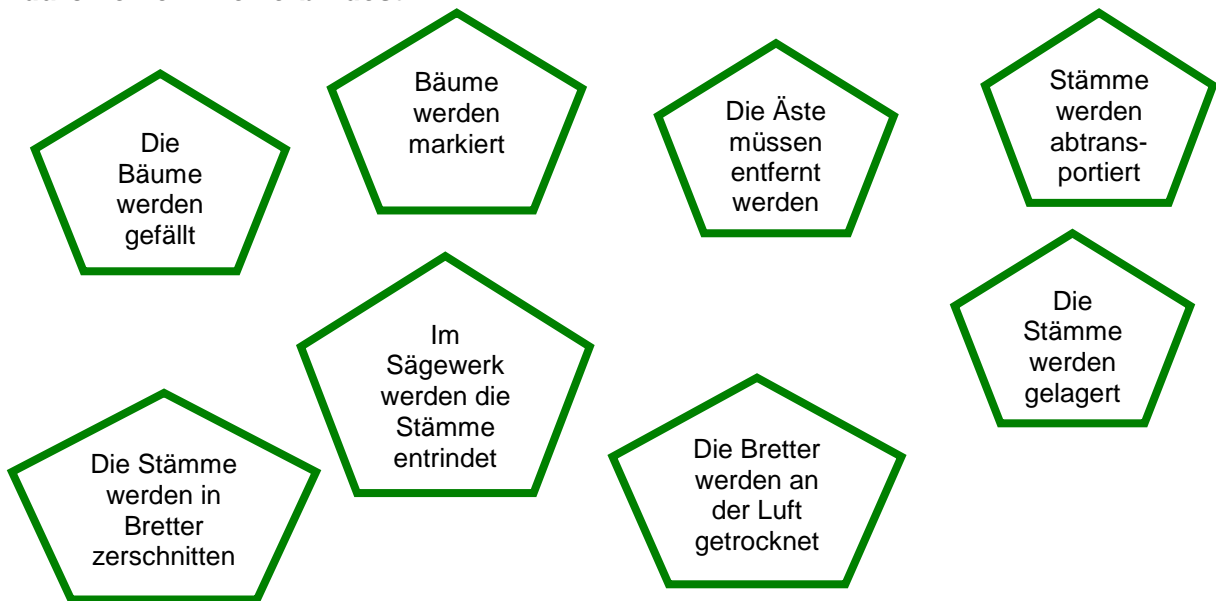 Die
Bäume
werden
gefällt
Bäume
werden
markiert
Die Äste
müssen
entfernt
werden
Stämme
werden
abtrans-
portiert
Im
Sägewerk
werden die
Stämme
entrindet
Die
Stämme
werden
gelagert
Die Stämme
werden in
Bretter
zerschnitten
Die Bretter
werden an
der Luft
getrocknet